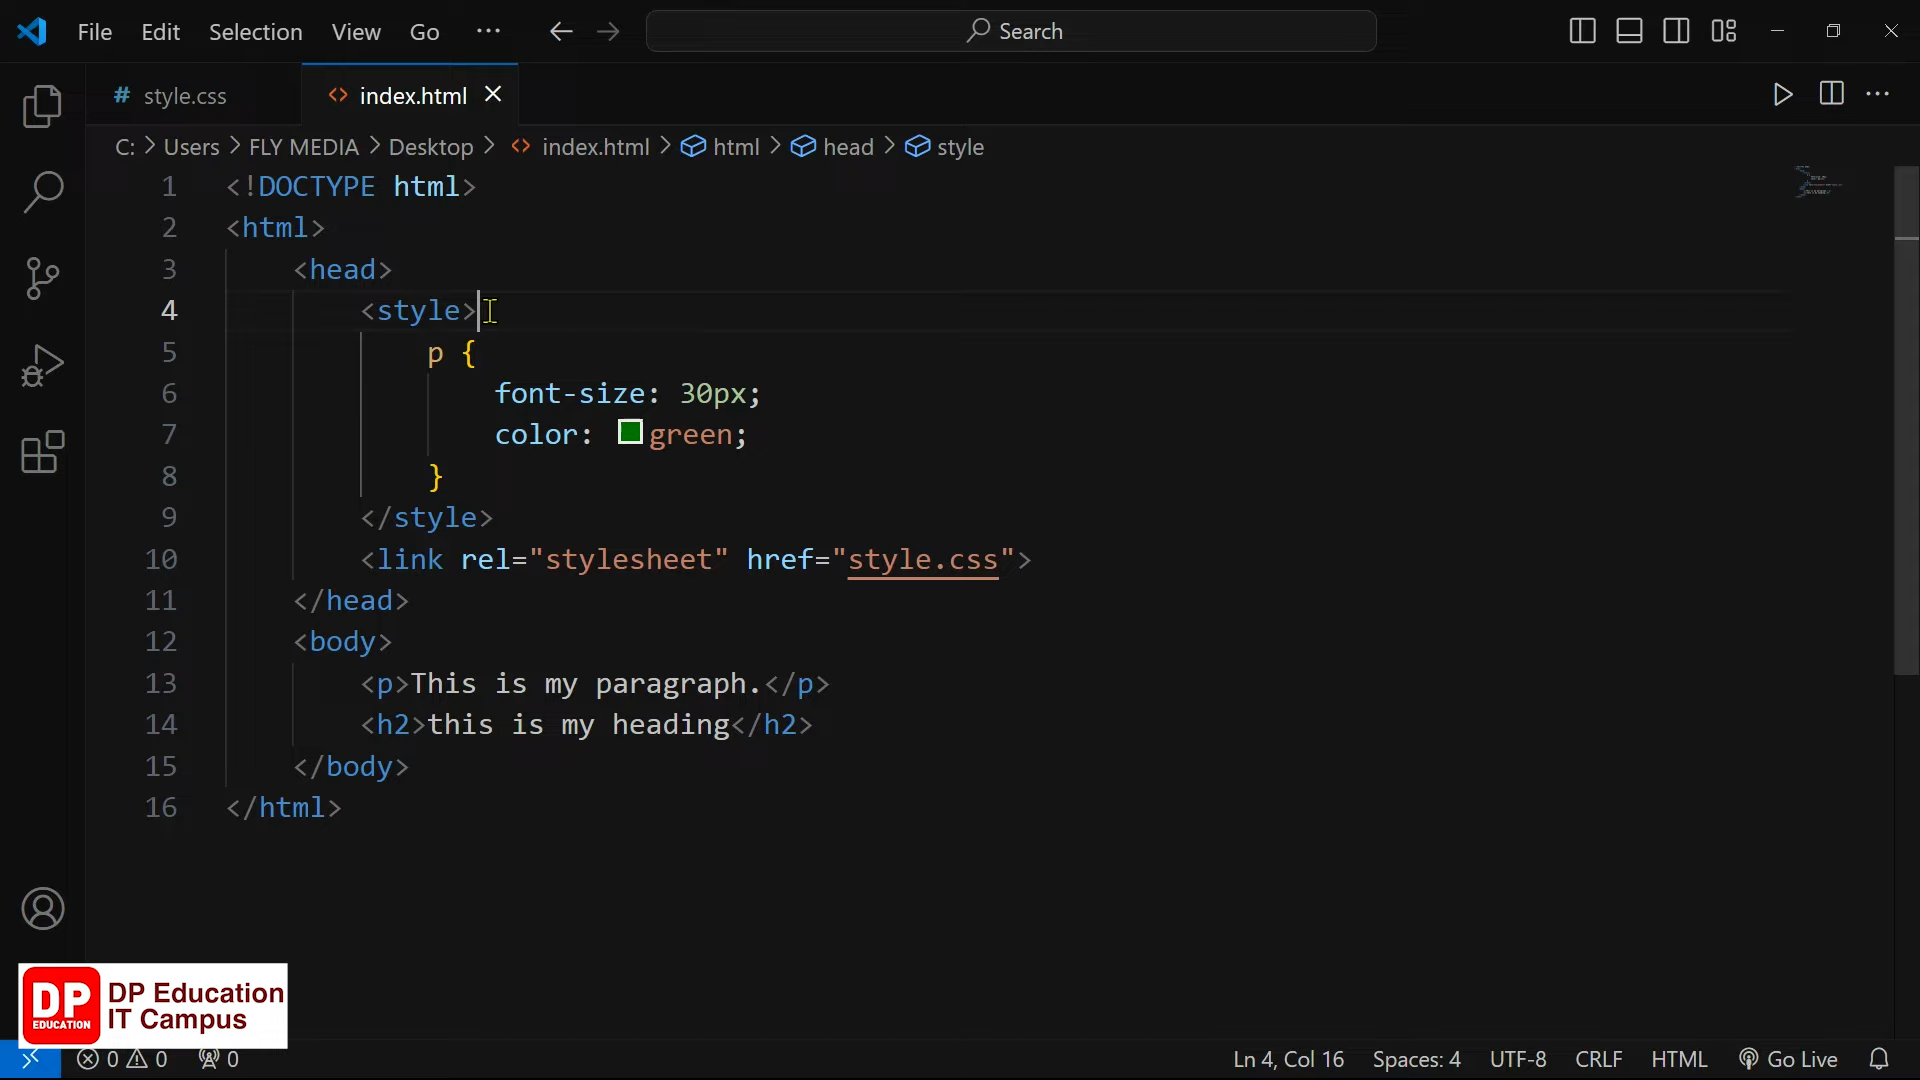 File Edit Selection View Go ··· Search
# style.css <> index.html
C: > Users > FLY MEDIA > Desktop > <> index.html > html > head > style
1 <!DOCTYPE html>
2 <html>
3 <head>
4 <style>
5 p {
6 font-size: 30px;
7 color: green;
8 }
9 </style>
10 <link rel="stylesheet" href="style.css">
11 </head>
12 <body>
13 <p>This is my paragraph.</p>
14 <h2>this is my heading</h2>
15 </body>
16 </html>
DP EDUCATION
DP Education
IT Campus
0 0 0 Ln 4, Col 16 Spaces: 4 UTF-8 CRLF HTML Go Live